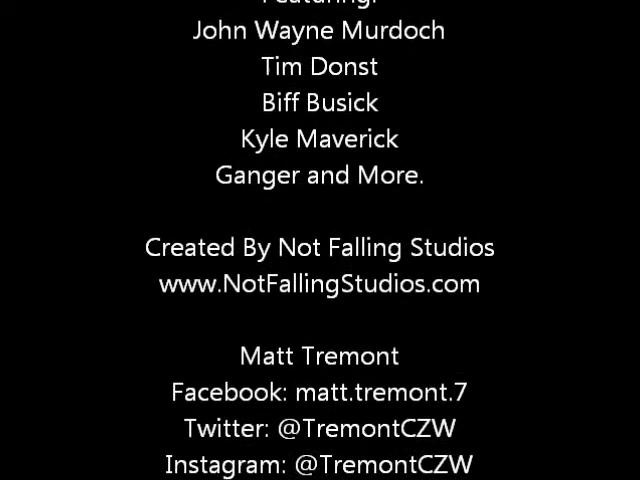 Featuring:
John Wayne Murdoch
Tim Donst
Biff Busick
Kyle Maverick
Ganger and More.
Created By Not Falling Studios
www.NotFallingStudios.com
Matt Tremont
Facebook: matt.tremont.7
Twitter: @TremontCZW
Instagram: @TremontCZW